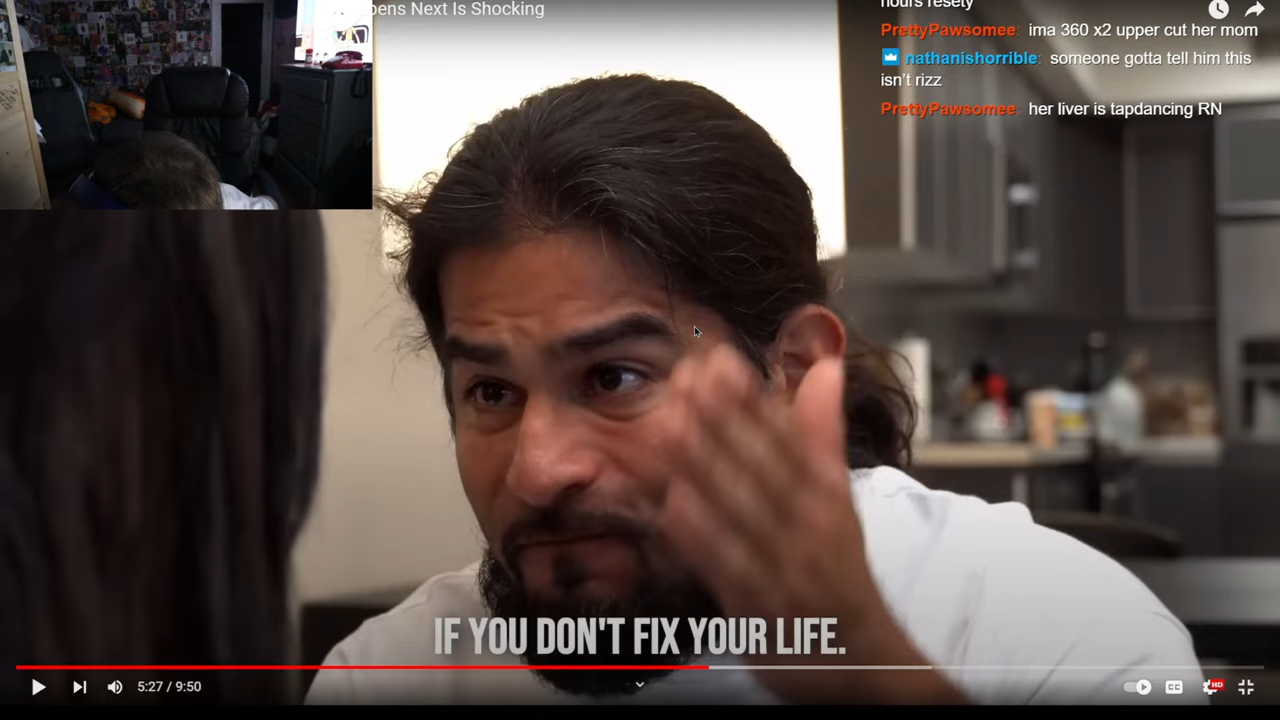 ens Next Is Shocking
hours resety
PrettyPawsomee: ima 360 x2 upper cut her mom
nathanishorrible: someone gotta tell him this
isn't rizz
PrettyPawsomee: her liver is tapdancing RN
IF YOU DON'T FIX YOUR LIFE.
5:27 / 9:50
CC
HD